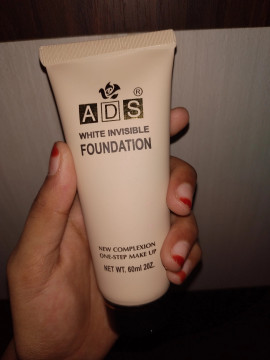 ®
ADS
WHITE INVISIBLE
FOUNDATION
NEW COMPLEXION
ONE-STEP MAKE UP
NET WT. 60ml 2OZ.